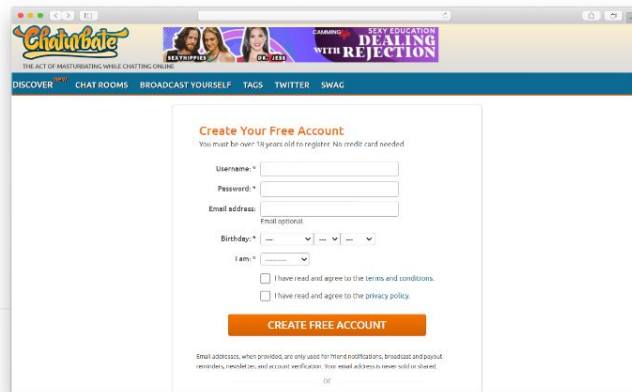 Chaturbate
THE ACT OF MASTURBATING WHILE CHATTING ONLINE
SEXYHIPPIES
DR. JESS
CAMMING
SEXY EDUCATION
DEALING
WITH REJECTION
DISCOVER new CHAT ROOMS BROADCAST YOURSELF TAGS TWITTER SWAG
Create Your Free Account
You must be over 18 years old to register. No credit card needed
Username: *
Password: *
Email address:
Email optional
Birthday: * --- --- ---
I am: * ---------
I have read and agree to the terms and conditions.
I have read and agree to the privacy policy.
CREATE FREE ACCOUNT
Email addresses, when provided, are only used for friend notifications, broadcast and payout
reminders, newsletter, and account verification. Your email address is never sold or shared.
or